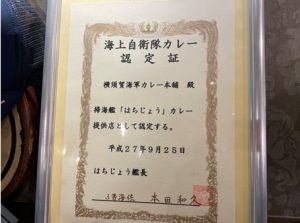 海上自衛隊カレー
認定証
横須賀海軍カレー本舗 殿
掃海艦「はちじょう」カレー
提供店として認定する。
平成27年9月25日
はちじょう艦長
3等海佐 本田和久